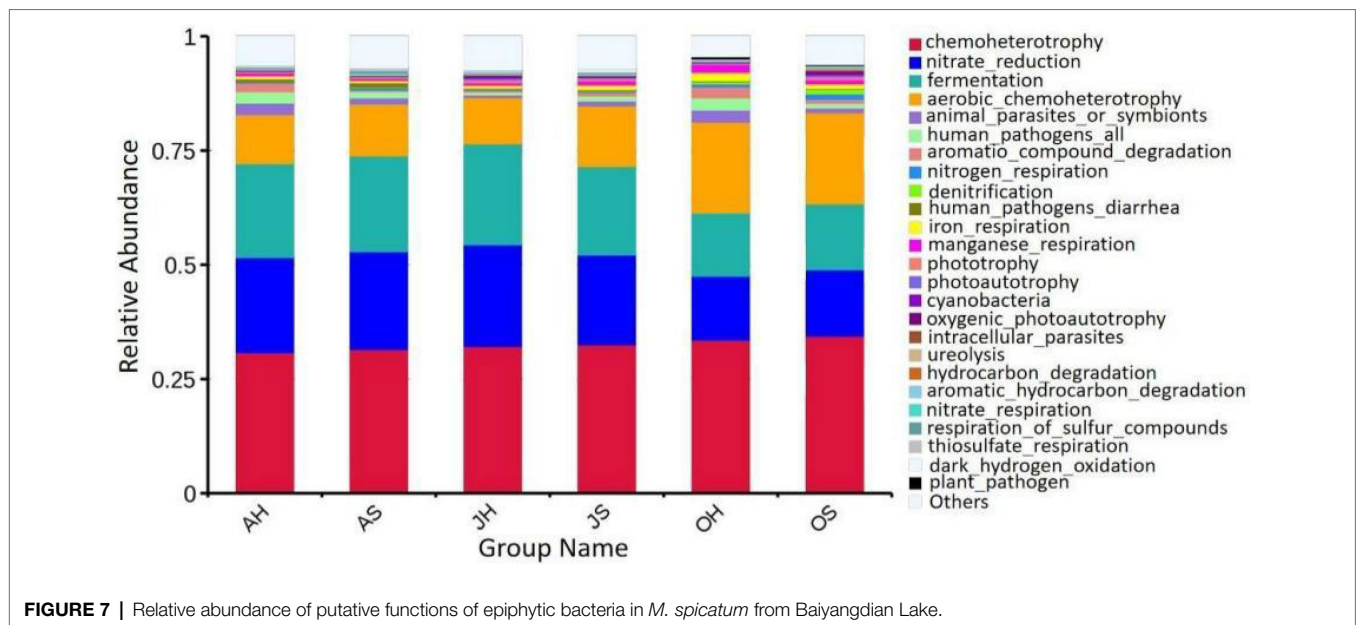 1
0.75
0.5
0.25
0
Relative Abundance
AH
AS
JH
JS
OH
OS
Group Name
chemoheterotrophy
nitrate_reduction
fermentation
aerobic_chemoheterotrophy
animal_parasites_or_symbionts
human_pathogens_all
aromatio_compound_degradation
nitrogen_respiration
denitrification
human_pathogens_diarrhea
iron_respiration
manganese_respiration
phototrophy
photoautotrophy
cyanobacteria
oxygenic_photoautotrophy
intracellular_parasites
ureolysis
hydrocarbon_degradation
aromatic_hydrocarbon_degradation
nitrate_respiration
respiration_of_sulfur_compounds
thiosulfate_respiration
dark_hydrogen_oxidation
plant_pathogen
Others
FIGURE 7 | Relative abundance of putative functions of epiphytic bacteria in M. spicatum from Baiyangdian Lake.